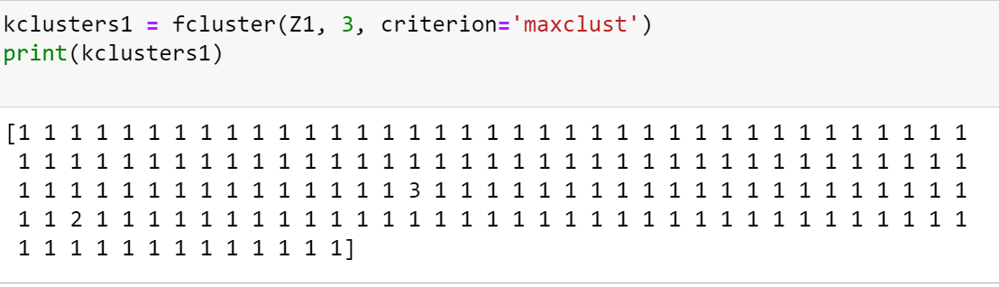 kclusters1 = fcluster(Z1, 3, criterion='maxclust')
print(kclusters1)
[1 1 1 1 1 1 1 1 1 1 1 1 1 1 1 1 1 1 1 1 1 1 1 1 1 1 1 1 1 1 1 1 1 1 1 1 1
1 1 1 1 1 1 1 1 1 1 1 1 1 1 1 1 1 1 1 1 1 1 1 1 1 1 1 1 1 1 1 1 1 1 1 1 1
1 1 1 1 1 1 1 1 1 1 1 1 1 1 1 3 1 1 1 1 1 1 1 1 1 1 1 1 1 1 1 1 1 1 1 1 1
1 1 2 1 1 1 1 1 1 1 1 1 1 1 1 1 1 1 1 1 1 1 1 1 1 1 1 1 1 1 1 1 1 1 1 1 1
1 1 1 1 1 1 1 1 1 1 1 1 1]